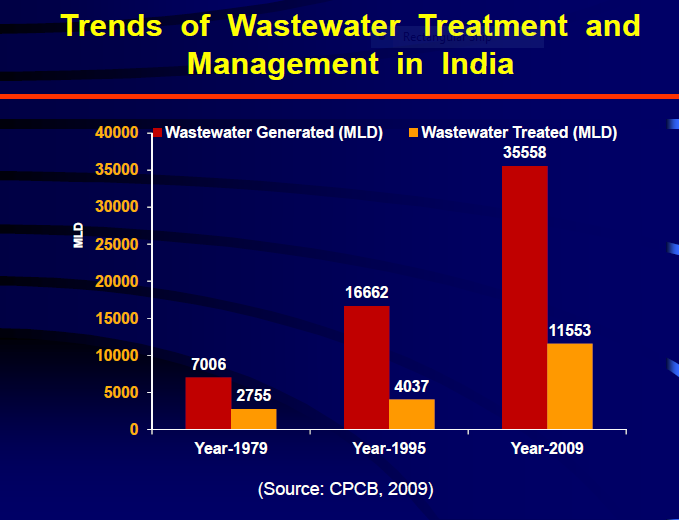 Trends of Wastewater Treatment and
Management in India
Wastewater Generated (MLD)
Wastewater Treated (MLD)
MLD
40000
35000
30000
25000
20000
15000
10000
5000
0
7006
2755
16662
4037
35558
11553
Year-1979
Year-1995
Year-2009
(Source: CPCB, 2009)